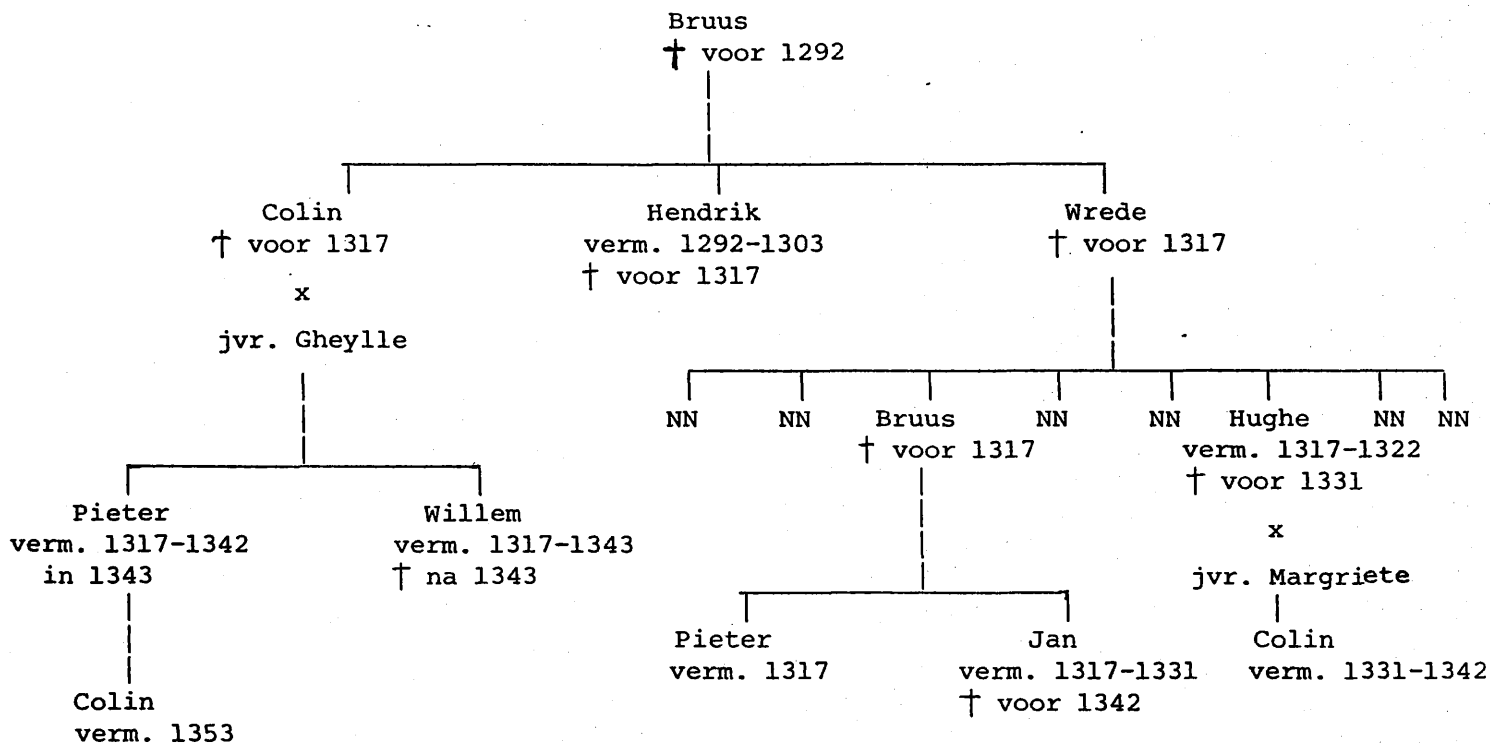 Bruus
† voor 1292
Colin
† voor 1317
x
jvr. Gheylle
Hendrik
verm. 1292-1303
† voor 1317
Wrede
† voor 1317
NN
NN
Bruus
† voor 1317
NN
NN
Hughe
verm. 1317-1322
† voor 1331
x
jvr. Margriete
NN
NN
Pieter
verm. 1317-1342
in 1343
Willem
verm. 1317-1343
† na 1343
Pieter
verm. 1317
Jan
verm. 1317-1331
† voor 1342
Colin
verm. 1331-1342
Colin
verm. 1353